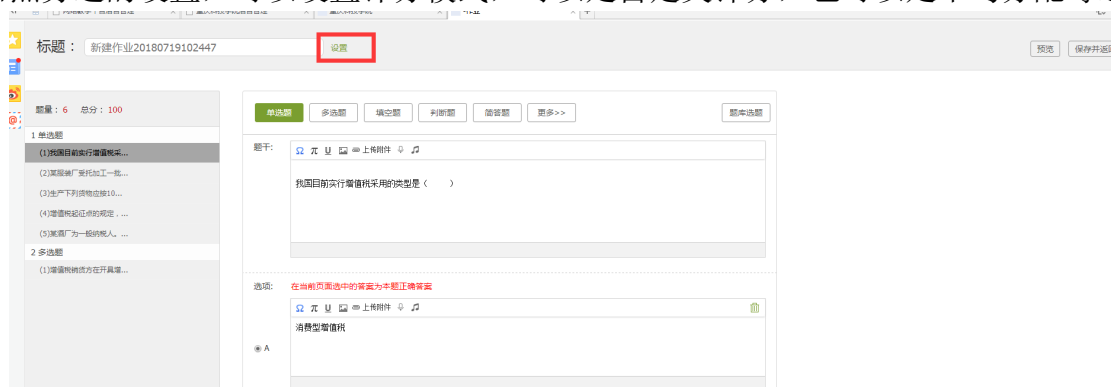 标题： 新建作业20180719102447 设置 预览 保存并返回
题量：6 总分：100
单选题 多选题 填空题 判断题 简答题 更多>> 题库选题
1 单选题
(1)我国目前实行增值税采...
(2)某服装厂受托加工一批...
(3)生产下列货物应按10...
(4)增值税起征点的规定，...
(5)某酒厂为一般纳税人。...
2 多选题
(1)增值税销货方在开具增...
题干:
Ω π U 上传附件
我国目前实行增值税采用的类型是（ ）
选项: 在当前页面选中的答案为本题正确答案
Ω π U 上传附件
消费型增值税
A